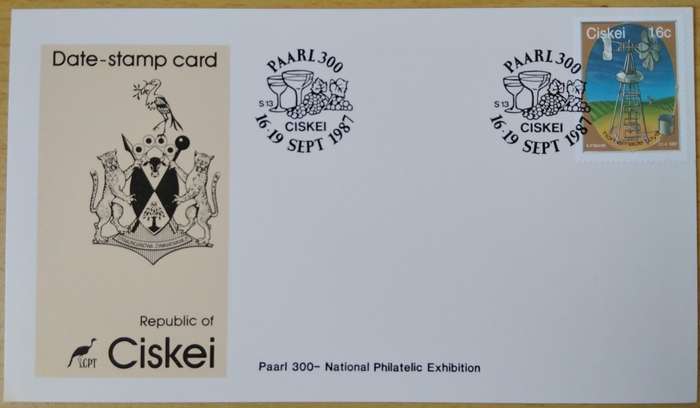 Date-stamp card
Republic of
CPT
Ciskei
PAARL 300
S 13
CISKEI
16-19 SEPT 1987
PAARL 300
S 13
CISKEI
16-19 SEPT 1987
Ciskei 16c
Paarl 300- National Philatelic Exhibition